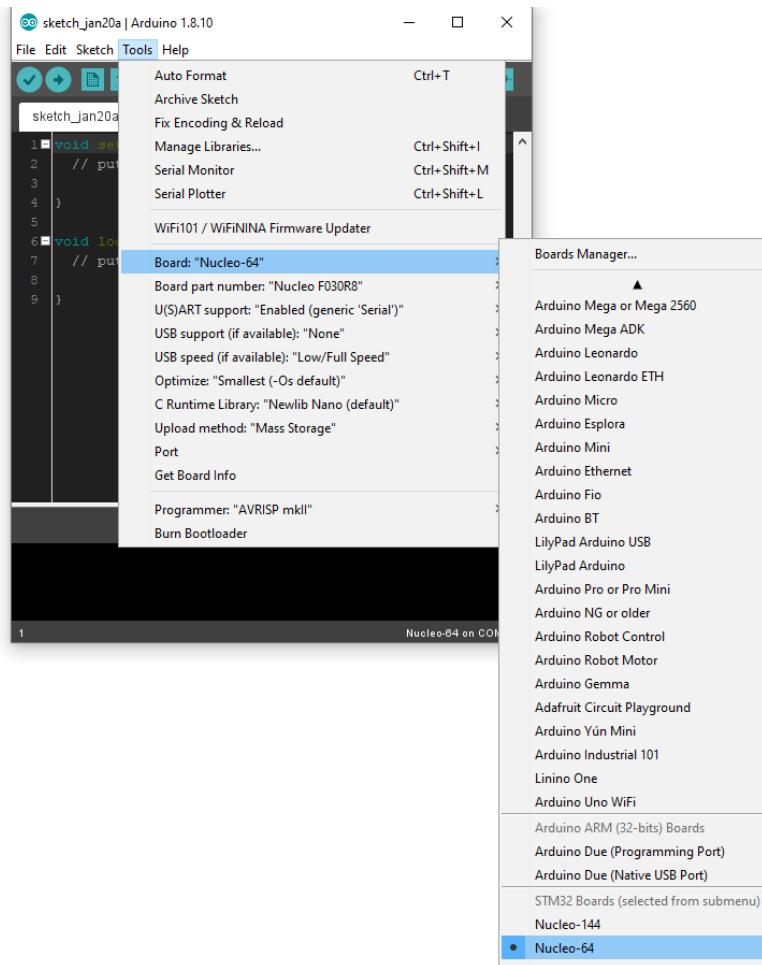 sketch_jan20a | Arduino 1.8.10
File Edit Sketch Tools Help
sketch_jan20a
1 void
2 // put
3
4 }
5
6 void
7 // put
8
9 }
Auto Format Ctrl+T
Archive Sketch
Fix Encoding & Reload
Manage Libraries... Ctrl+Shift+I
Serial Monitor Ctrl+Shift+M
Serial Plotter Ctrl+Shift+L
WiFi101 / WiFiNINA Firmware Updater
Board: "Nucleo-64"
Board part number: "Nucleo F030R8"
U(S)ART support: "Enabled (generic 'Serial')"
USB support (if available): "None"
USB speed (if available): "Low/Full Speed"
Optimize: "Smallest (-Os default)"
C Runtime Library: "Newlib Nano (default)"
Upload method: "Mass Storage"
Port
Get Board Info
Programmer: "AVRISP mkII"
Burn Bootloader
1 Nucleo-64 on COM
Boards Manager...
Arduino Mega or Mega 2560
Arduino Mega ADK
Arduino Leonardo
Arduino Leonardo ETH
Arduino Micro
Arduino Esplora
Arduino Mini
Arduino Ethernet
Arduino Fio
Arduino BT
LilyPad Arduino USB
LilyPad Arduino
Arduino Pro or Pro Mini
Arduino NG or older
Arduino Robot Control
Arduino Robot Motor
Arduino Gemma
Adafruit Circuit Playground
Arduino Yún Mini
Arduino Industrial 101
Linino One
Arduino Uno WiFi
Arduino ARM (32-bits) Boards
Arduino Due (Programming Port)
Arduino Due (Native USB Port)
STM32 Boards (selected from submenu)
Nucleo-144
Nucleo-64